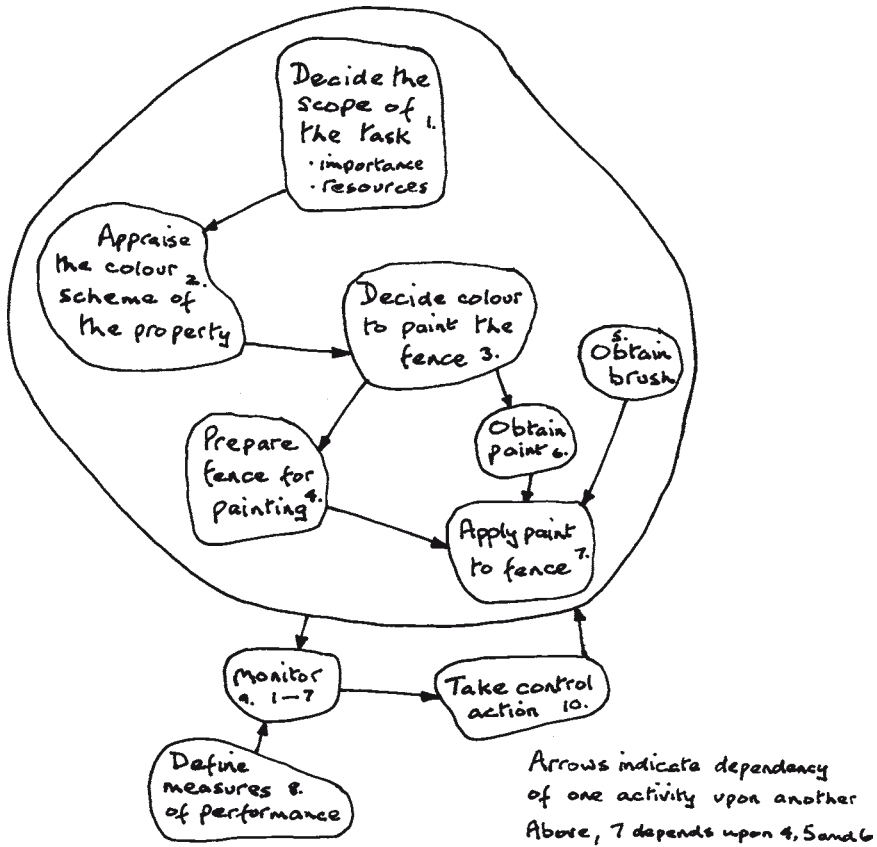 Decide the
scope of
the task 1.
· importance
· resources
Appraise
the colour 2.
scheme of
the property
Decide colour
to paint the
fence 3.
5.
Obtain
brush
Prepare
fence for
painting 4.
Obtain
paint 6.
Apply paint
to fence 7.
Monitor
9. 1–7
Take control
action 10.
Define
measures 8.
of performance
Arrows indicate dependency
of one activity upon another
Above, 7 depends upon 4, 5 and 6